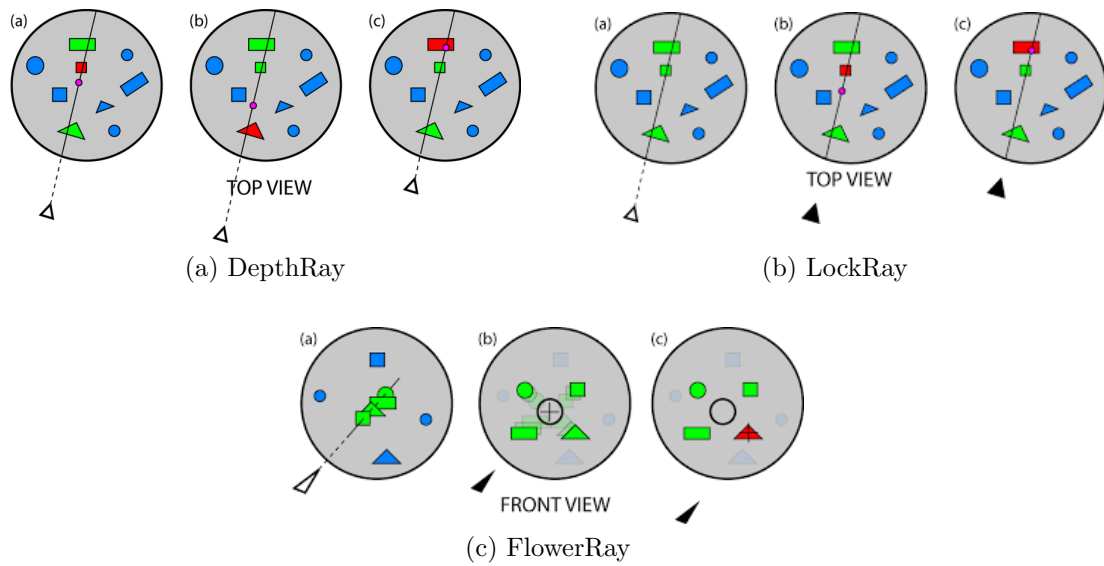 (a) (b) (c) (a) (b) (c)
TOP VIEW TOP VIEW
(a) DepthRay (b) LockRay
(a) (b) (c)
FRONT VIEW
(c) FlowerRay